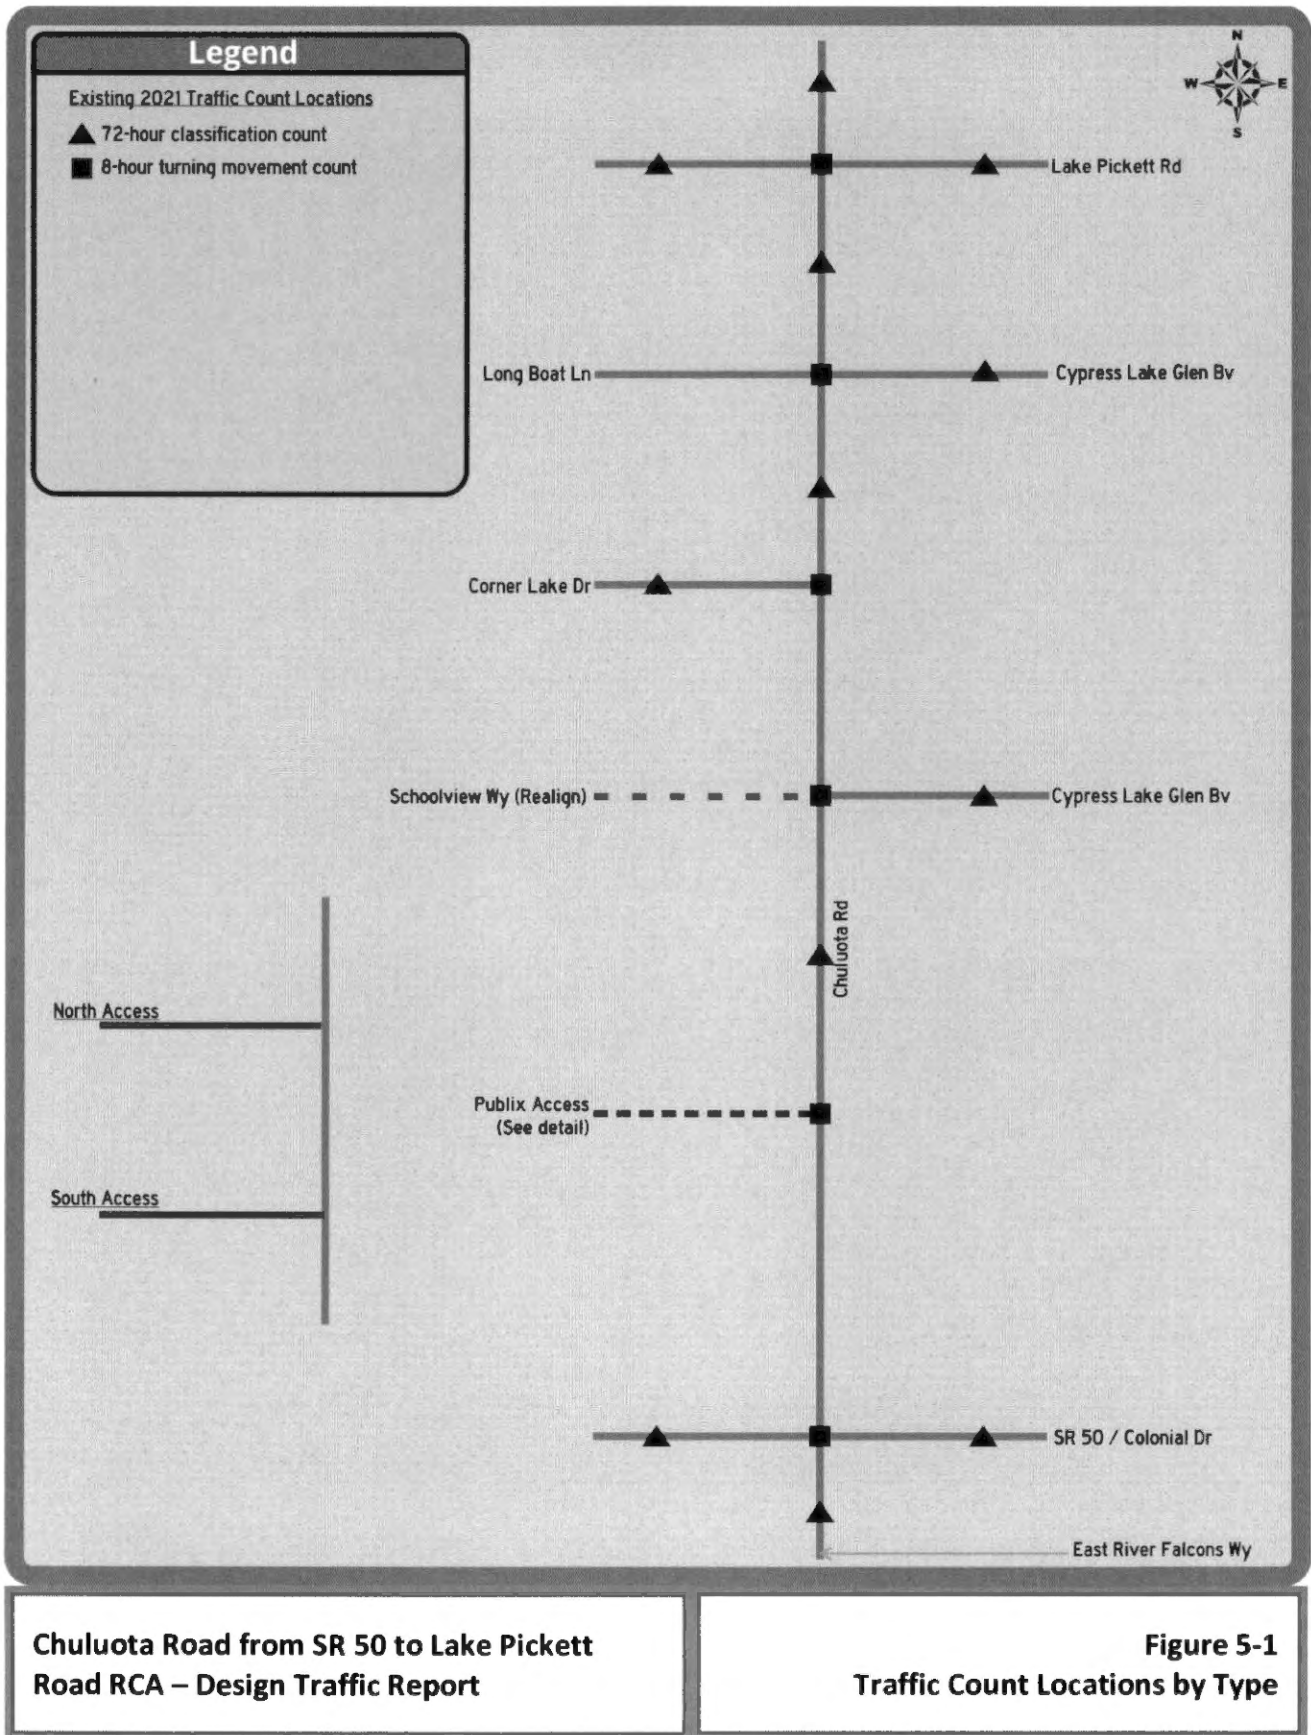 Legend
Existing 2021 Traffic Count Locations
72-hour classification count
8-hour turning movement count
N
W
E
S
Lake Pickett Rd
Long Boat Ln
Cypress Lake Glen Bv
Corner Lake Dr
Schoolview Wy (Realign)
Cypress Lake Glen Bv
Chuluota Rd
North Access
Publix Access
(See detail)
South Access
SR 50 / Colonial Dr
East River Falcons Wy
Chuluota Road from SR 50 to Lake Pickett
Road RCA – Design Traffic Report
Figure 5-1
Traffic Count Locations by Type